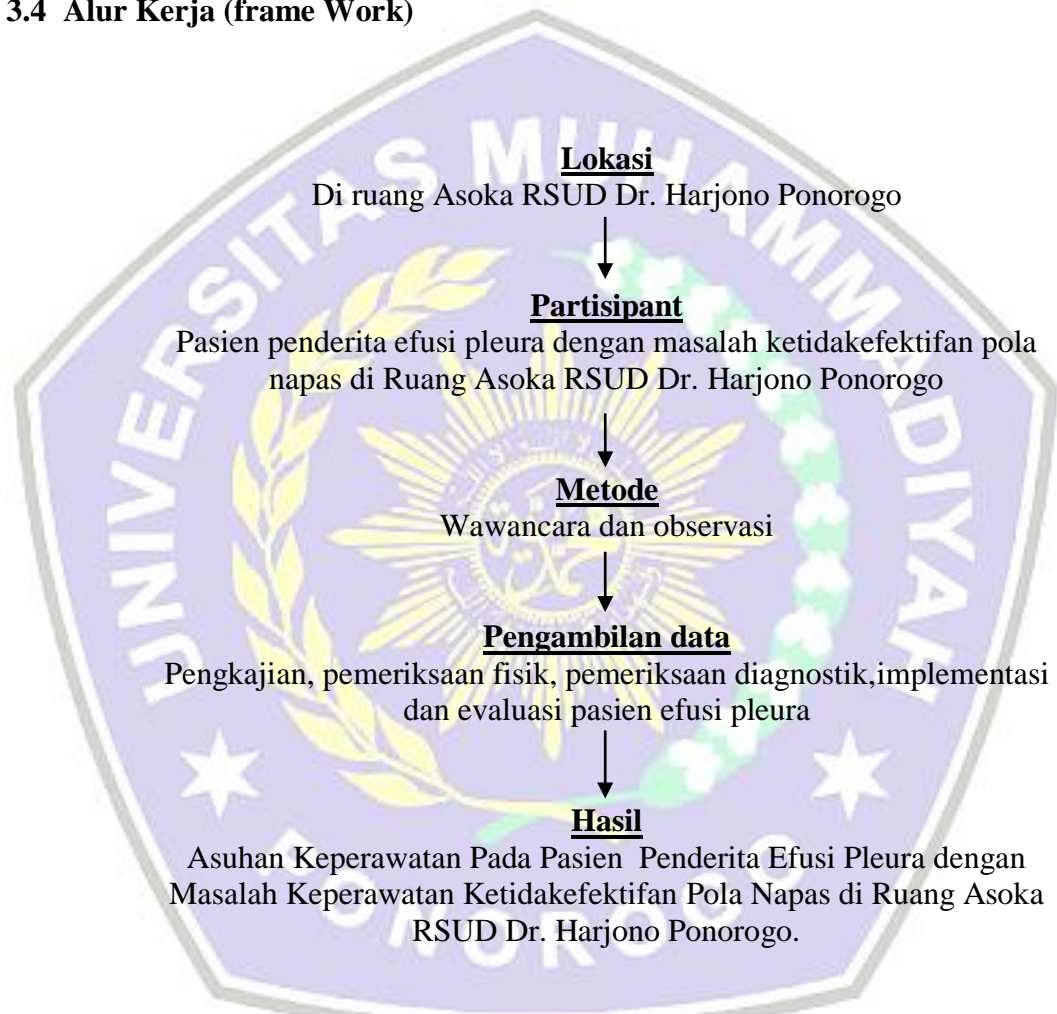 3.4 Alur Kerja (frame Work)
UNIVERSITAS MUHAMMADIYAH
PONOROGO
Lokasi
Di ruang Asoka RSUD Dr. Harjono Ponorogo
Partisipant
Pasien penderita efusi pleura dengan masalah ketidakefektifan pola
napas di Ruang Asoka RSUD Dr. Harjono Ponorogo
Metode
Wawancara dan observasi
Pengambilan data
Pengkajian, pemeriksaan fisik, pemeriksaan diagnostik,implementasi
dan evaluasi pasien efusi pleura
Hasil
Asuhan Keperawatan Pada Pasien Penderita Efusi Pleura dengan
Masalah Keperawatan Ketidakefektifan Pola Napas di Ruang Asoka
RSUD Dr. Harjono Ponorogo.